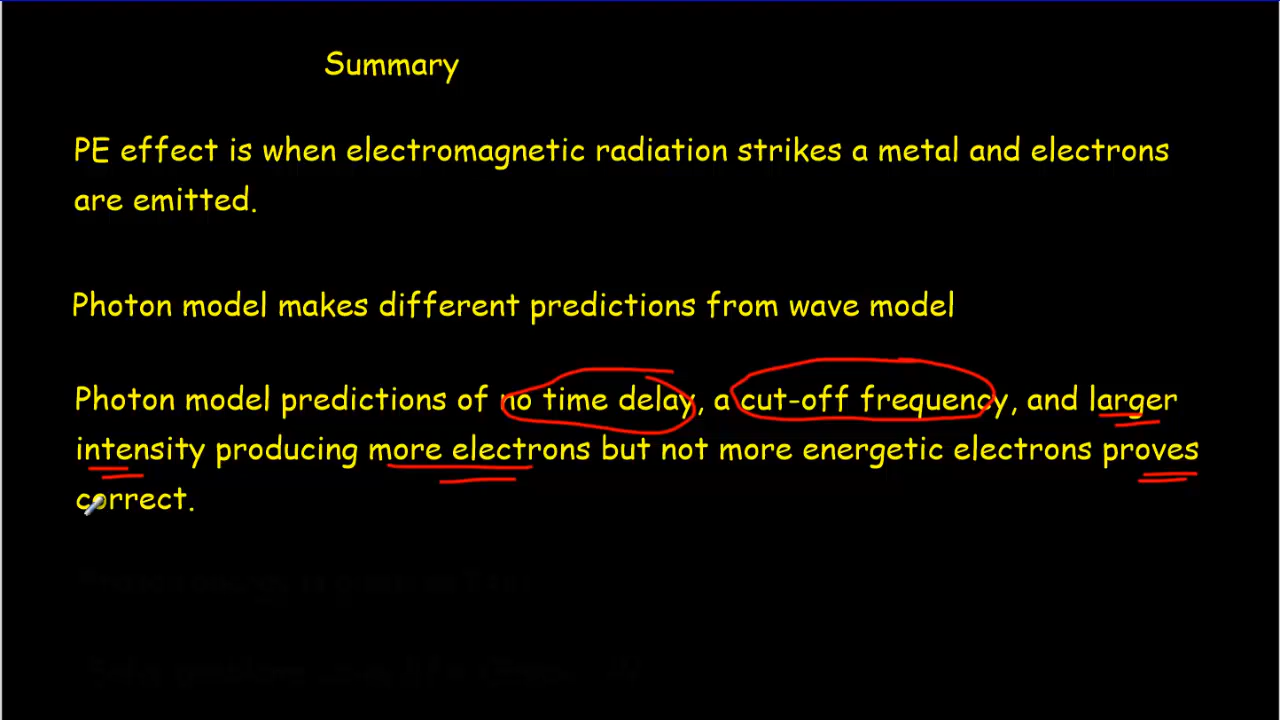 Summary
PE effect is when electromagnetic radiation strikes a metal and electrons
are emitted.
Photon model makes different predictions from wave model
Photon model predictions of no time delay, a cut-off frequency, and larger
intensity producing more electrons but not more energetic electrons proves
correct.